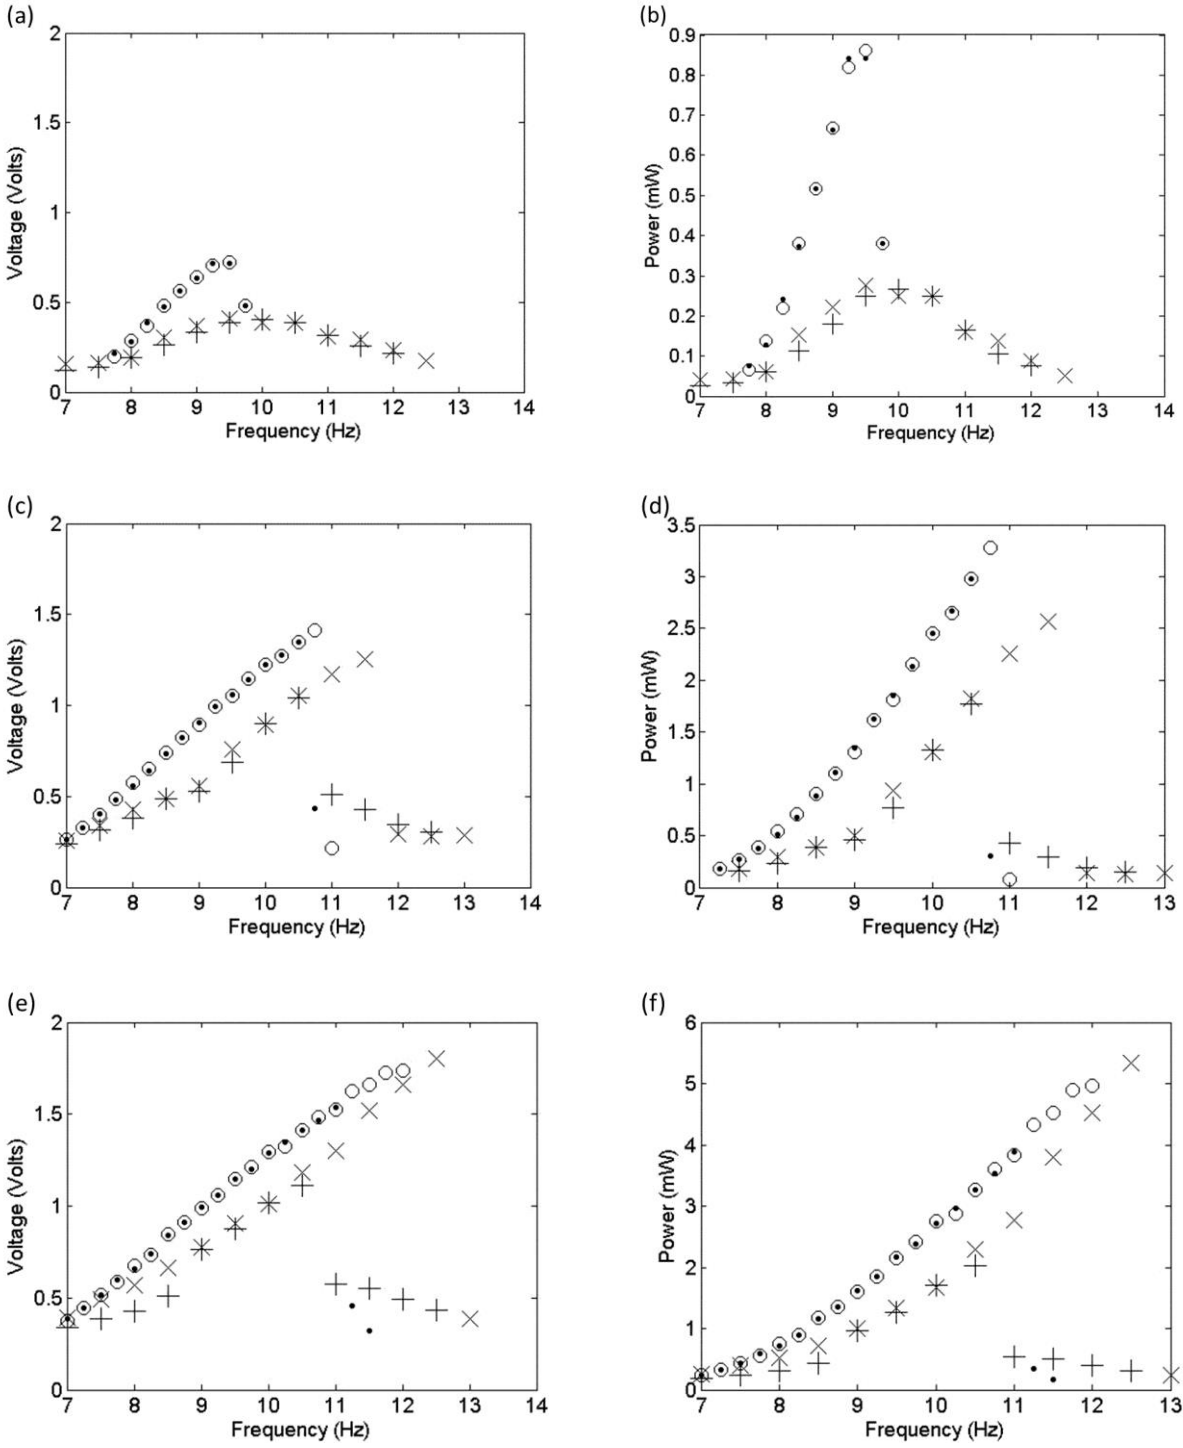 (a)
2
1.5
1
0.5
0
7 8 9 10 11 12 13 14
Voltage (Volts)
Frequency (Hz)
(b)
0.9
0.8
0.7
0.6
0.5
0.4
0.3
0.2
0.1
0
7 8 9 10 11 12 13 14
Power (mW)
Frequency (Hz)
(c)
2
1.5
1
0.5
0
7 8 9 10 11 12 13 14
Voltage (Volts)
Frequency (Hz)
(d)
3.5
3
2.5
2
1.5
1
0.5
0
7 8 9 10 11 12 13
Power (mW)
Frequency (Hz)
(e)
2
1.5
1
0.5
0
7 8 9 10 11 12 13 14
Voltage (Volts)
Frequency (Hz)
(f)
6
5
4
3
2
1
0
7 8 9 10 11 12 13
Power (mW)
Frequency (Hz)